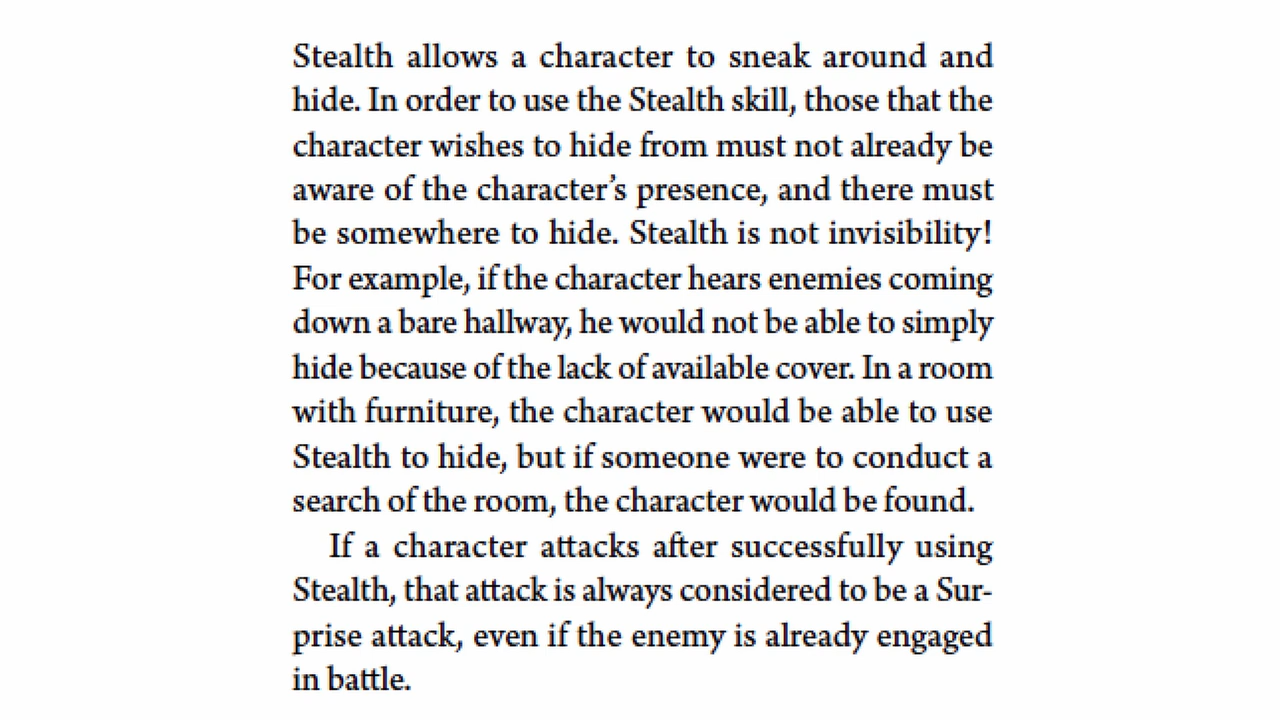 Stealth allows a character to sneak around and
hide. In order to use the Stealth skill, those that the
character wishes to hide from must not already be
aware of the character’s presence, and there must
be somewhere to hide. Stealth is not invisibility!
For example, if the character hears enemies coming
down a bare hallway, he would not be able to simply
hide because of the lack of available cover. In a room
with furniture, the character would be able to use
Stealth to hide, but if someone were to conduct a
search of the room, the character would be found.
If a character attacks after successfully using
Stealth, that attack is always considered to be a Sur-
prise attack, even if the enemy is already engaged
in battle.